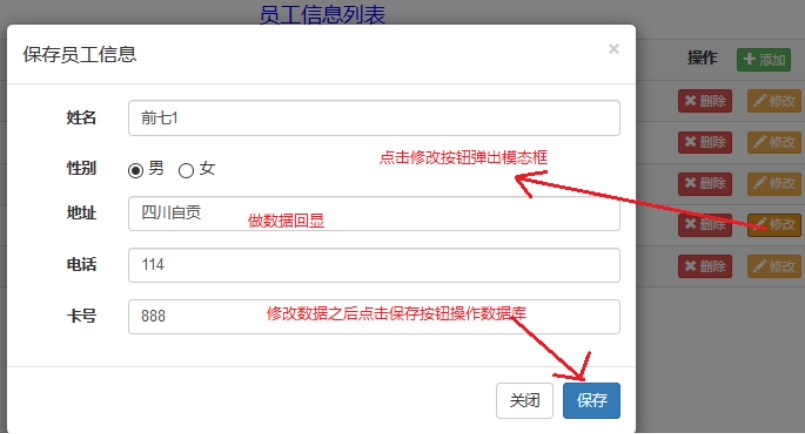 员工信息列表
保存员工信息 ×
操作 添加
姓名 前七1
删除 修改
性别 男 女
点击修改按钮弹出模态框
删除 修改
地址 四川自贡
做数据回显
删除 修改
电话 114
删除 修改
卡号 888
修改数据之后点击保存按钮操作数据库
删除 修改
关闭 保存